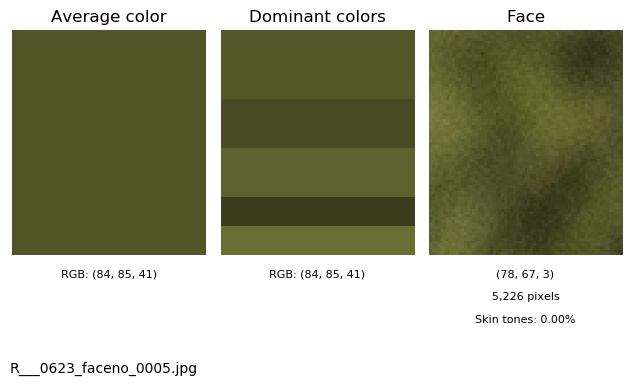 Average color
Dominant colors
Face
RGB: (84, 85, 41)
RGB: (84, 85, 41)
(78, 67, 3)
5,226 pixels
Skin tones: 0.00%
R___0623_faceno_0005.jpg